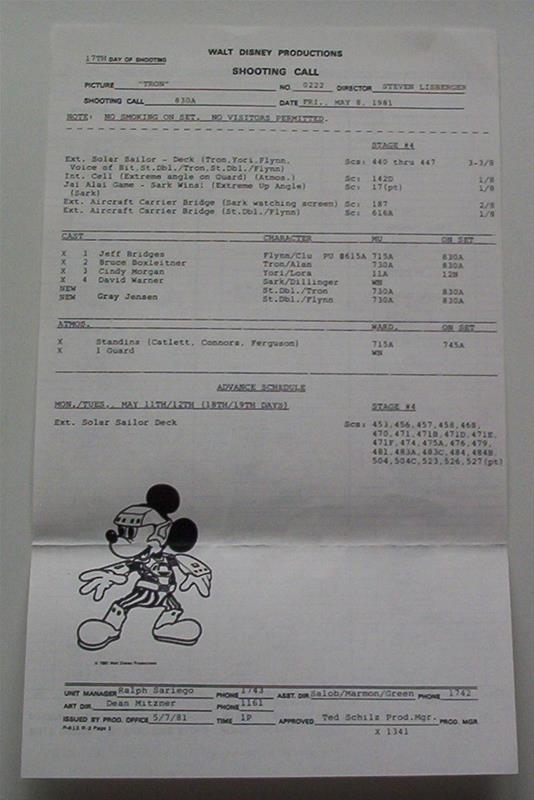 WALT DISNEY PRODUCTIONS
17TH DAY OF SHOOTING
SHOOTING CALL
PICTURE "TRON" NO. 0222 DIRECTOR STEVEN LISBERGER
SHOOTING CALL 830A DATE FRI., MAY 8, 1981
NOTE: NO SMOKING ON SET. NO VISITORS PERMITTED.
STAGE #4
Ext. Solar Sailor - Deck (Tron,Yori,Flynn, Scs: 440 thru 447 3-3/8
Voice of Bit,St.Dbl./Tron,St.Dbl./Flynn)
Int. Cell (Extreme angle on Guard) (Atmos.) Sc: 142D 1/8
Jai Alai Game - Sark Wins! (Extreme Up Angle) Sc: 17(pt) 1/8
(Sark)
Ext. Aircraft Carrier Bridge (Sark watching screen) Sc: 187 2/8
Ext. Aircraft Carrier Bridge (St.Dbl./Flynn) Sc: 616A 1/8
CAST CHARACTER MU ON SET
X 1 Jeff Bridges Flynn/Clu PU @615A 715A 830A
X 2 Bruce Boxleitner Tron/Alan 730A 830A
X 3 Cindy Morgan Yori/Lora 11A 12N
X 4 David Warner Sark/Dillinger WN
NEW St.Dbl./Tron 730A 830A
NEW Gray Jensen St.Dbl./Flynn 730A 830A
ATMOS. WARD. ON SET
X Standins (Catlett, Connors, Ferguson) 715A 745A
X 1 Guard WN
ADVANCE SCHEDULE
MON./TUES., MAY 11TH/12TH (18TH/19TH DAYS) STAGE #4
Ext. Solar Sailor Deck Scs: 453,456,457,458,468,
470,471,471B,471D,471E,
471F,474,475A,476,479,
481,483A,483C,484,484B,
504,504C,523,526,527(pt)
© 1981 Walt Disney Productions
UNIT MANAGER Ralph Sariego PHONE 1743 ASST. DIR Salob/Marmon/Green PHONE 1742
ART DIR Dean Mitzner PHONE 1161
ISSUED BY PROD. OFFICE 5/7/81 TIME 1P APPROVED Ted Schilz Prod.Mgr. PROD. MGR.
P-613 R-2 Page 1 X 1341